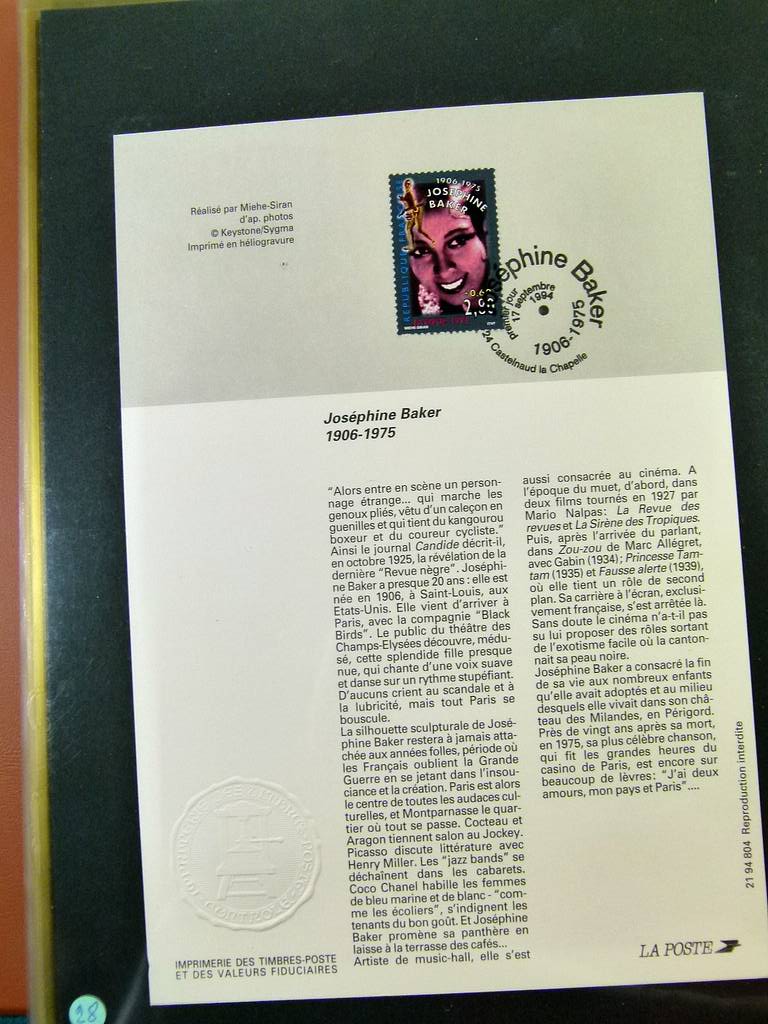 Réalisé par Miehe-Siran
d'ap. photos
© Keystone/Sygma
Imprimé en héliogravure
1906-1975
JOSÉPHINE
BAKER
RÉPUBLIQUE FRANÇAISE
2,80
Joséphine Baker
1906-1975
premier jour
17 septembre
1994
24 Castelnaud la Chapelle
Joséphine Baker
1906-1975
"Alors entre en scène un person-
nage étrange... qui marche les
genoux pliés, vêtu d'un caleçon en
guenilles et qui tient du kangourou
boxeur et du coureur cycliste."
Ainsi le journal Candide décrit-il,
en octobre 1925, la révélation de la
dernière "Revue nègre". Joséphi-
ne Baker a presque 20 ans : elle est
née en 1906, à Saint-Louis, aux
Etats-Unis. Elle vient d'arriver à
Paris, avec la compagnie "Black
Birds". Le public du théâtre des
Champs-Elysées découvre, médu-
sé, cette splendide fille presque
nue, qui chante d'une voix suave
et danse sur un rythme stupéfiant.
D'aucuns crient au scandale et à
la lubricité, mais tout Paris se
bouscule.
La silhouette sculpturale de José-
phine Baker restera à jamais atta-
chée aux années folles, période où
les Français oublient la Grande
Guerre en se jetant dans l'insou-
ciance et la création. Paris est alors
le centre de toutes les audaces cul-
turelles, et Montparnasse le quar-
tier où tout se passe. Cocteau et
Aragon tiennent salon au Jockey.
Picasso discute littérature avec
Henry Miller. Les "jazz bands" se
déchaînent dans les cabarets.
Coco Chanel habille les femmes
de bleu marine et de blanc - "com-
me les écoliers", s'indignent les
tenants du bon goût. Et Joséphine
Baker promène sa panthère en
laisse à la terrasse des cafés...
Artiste de music-hall, elle s'est
aussi consacrée au cinéma. A
l'époque du muet, d'abord, dans
deux films tournés en 1927 par
Mario Nalpas: La Revue des
revues et La Sirène des Tropiques.
Puis, après l'arrivée du parlant,
dans Zou-zou de Marc Allégret,
avec Gabin (1934); Princesse Tam-
tam (1935) et Fausse alerte (1939),
où elle tient un rôle de second
plan. Sa carrière à l'écran, exclusi-
vement française, s'est arrêtée là.
Sans doute le cinéma n'a-t-il pas
su lui proposer des rôles sortant
de l'exotisme facile où la canton-
nait sa peau noire.
Joséphine Baker a consacré la fin
de sa vie aux nombreux enfants
qu'elle avait adoptés et au milieu
desquels elle vivait dans son châ-
teau des Milandes, en Périgord.
Près de vingt ans après sa mort,
en 1975, sa plus célèbre chanson,
qui fit les grandes heures du
casino de Paris, est encore sur
beaucoup de lèvres: "J'ai deux
amours, mon pays et Paris"....
21 94 804 Reproduction interdite
IMPRIMERIE DES TIMBRES-POSTE
ET DES VALEURS FIDUCIAIRES
LA POSTE
28